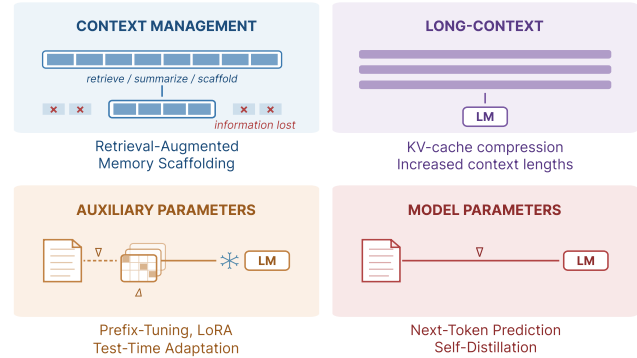 CONTEXT MANAGEMENT
retrieve / summarize / scaffold
information lost
Retrieval-Augmented
Memory Scaffolding
LONG-CONTEXT
LM
KV-cache compression
Increased context lengths
AUXILIARY PARAMETERS
∇
∇
LM
Prefix-Tuning, LoRA
Test-Time Adaptation
MODEL PARAMETERS
∇
LM
Next-Token Prediction
Self-Distillation